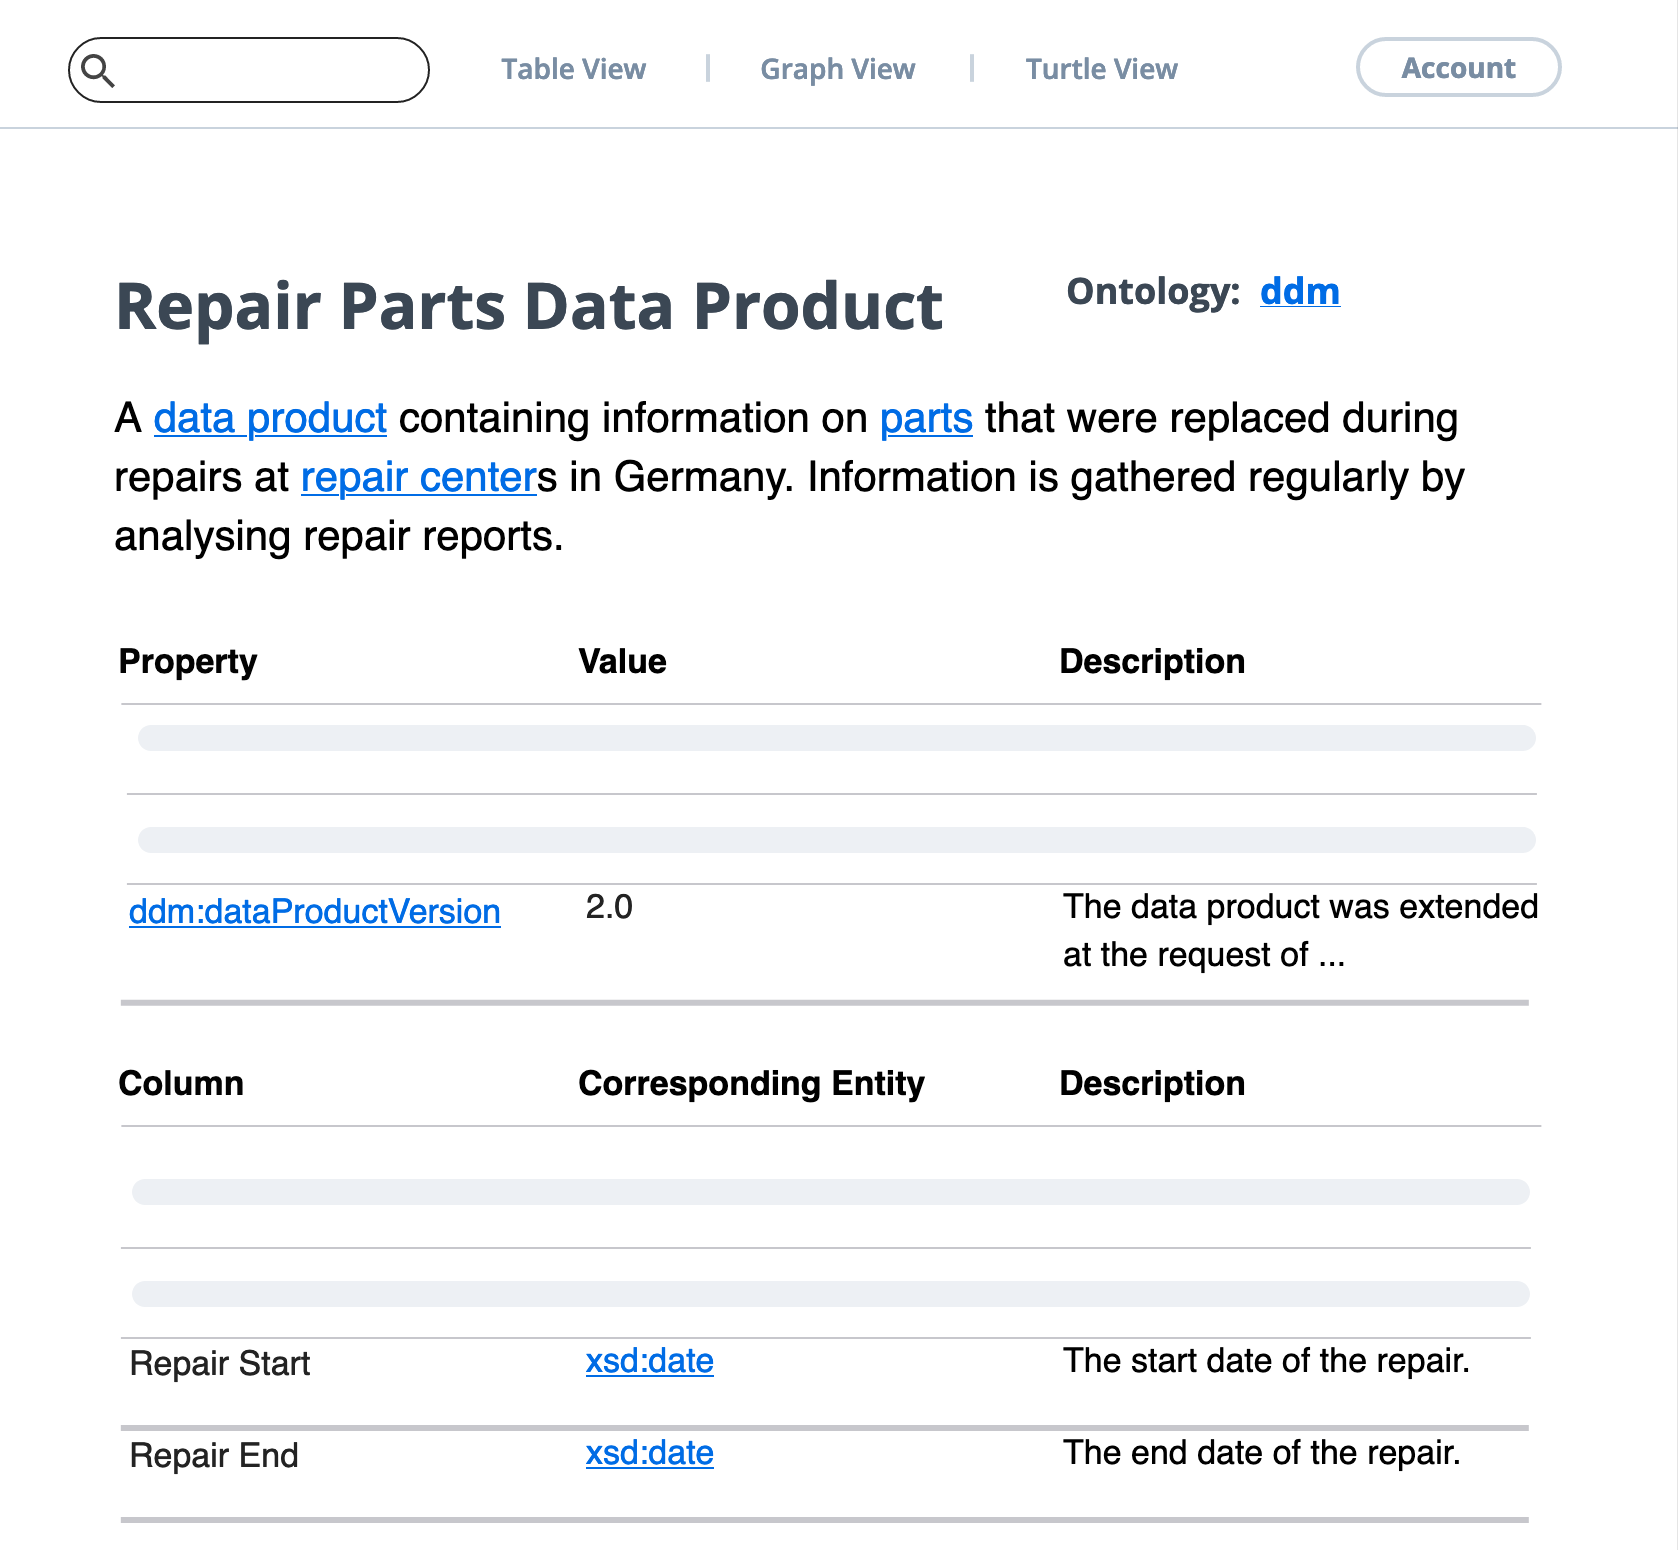 Table View | Graph View | Turtle View Account
Repair Parts Data Product Ontology: ddm
A data product containing information on parts that were replaced during
repairs at repair centers in Germany. Information is gathered regularly by
analysing repair reports.
Property Value Description
ddm:dataProductVersion 2.0 The data product was extended
at the request of ...
Column Corresponding Entity Description
Repair Start xsd:date The start date of the repair.
Repair End xsd:date The end date of the repair.